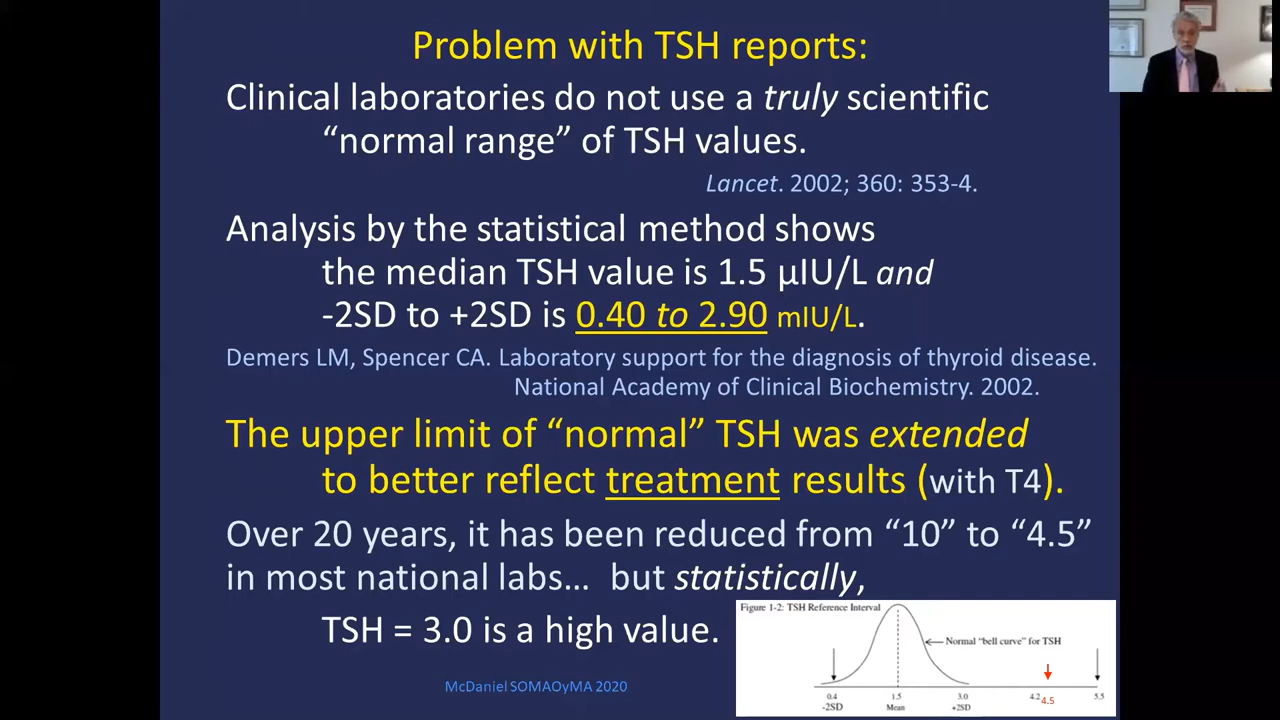 Problem with TSH reports:
Clinical laboratories do not use a truly scientific
“normal range” of TSH values.
Lancet. 2002; 360: 353-4.
Analysis by the statistical method shows
the median TSH value is 1.5 µIU/L and
-2SD to +2SD is 0.40 to 2.90 mIU/L.
Demers LM, Spencer CA. Laboratory support for the diagnosis of thyroid disease.
National Academy of Clinical Biochemistry. 2002.
The upper limit of “normal” TSH was extended
to better reflect treatment results (with T4).
Over 20 years, it has been reduced from “10” to “4.5”
in most national labs… but statistically,
TSH = 3.0 is a high value.
McDaniel SOMAOyMA 2020
Figure 1-2: TSH Reference Interval
Normal “bell curve” for TSH
0.4 1.5 3.0 4.2 4.5 5.5
-2SD Mean +2SD